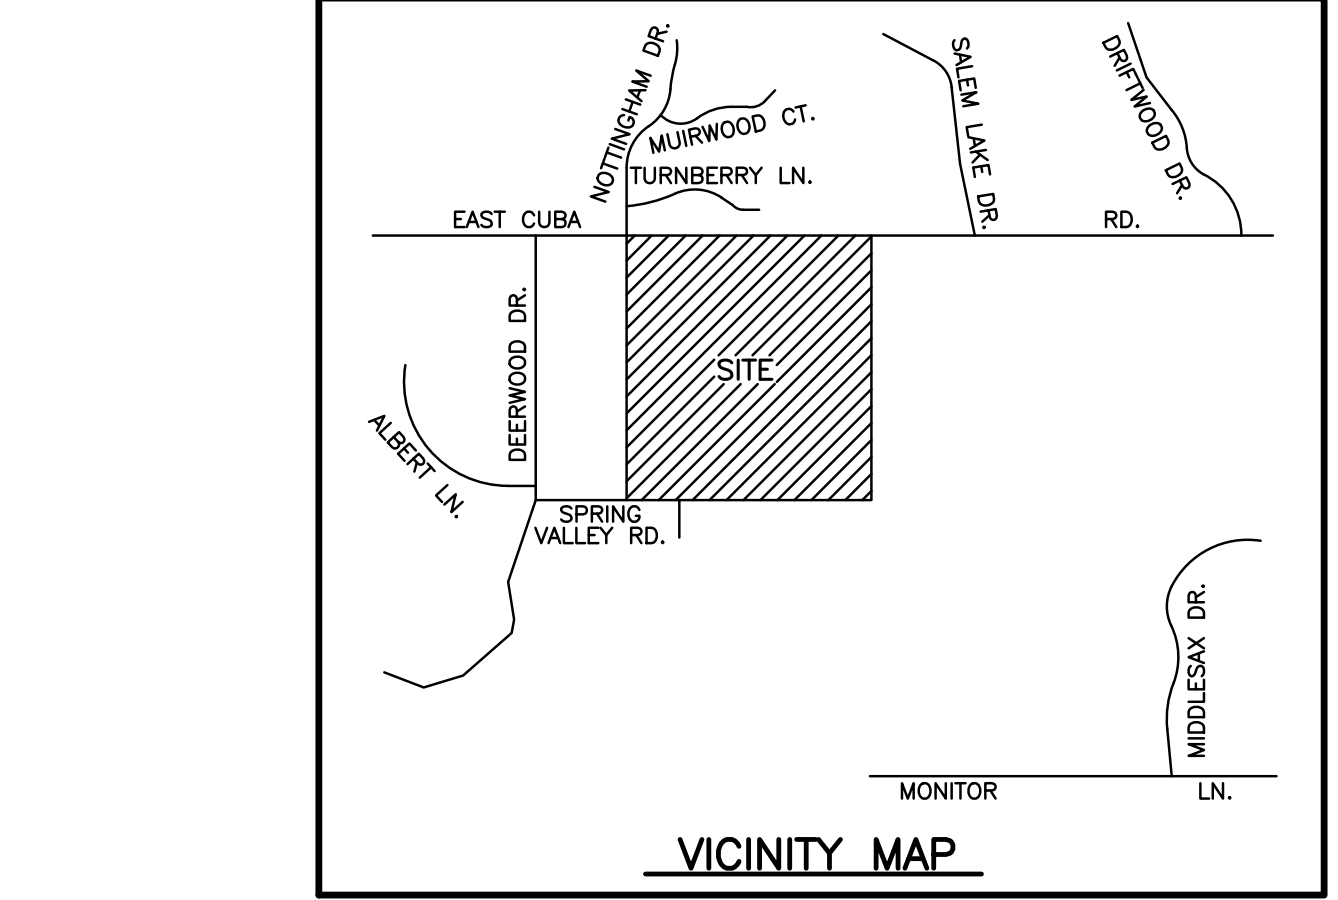 NOTTINGHAM DR.
MUIRWOOD CT.
TURNBERRY LN.
SALEM LAKE DR.
DRIFTWOOD DR.
EAST CUBA RD.
DEERWOOD DR.
SITE
ALBERT LN.
SPRING
VALLEY RD.
MIDDLESAX DR.
MONITOR LN.
VICINITY MAP